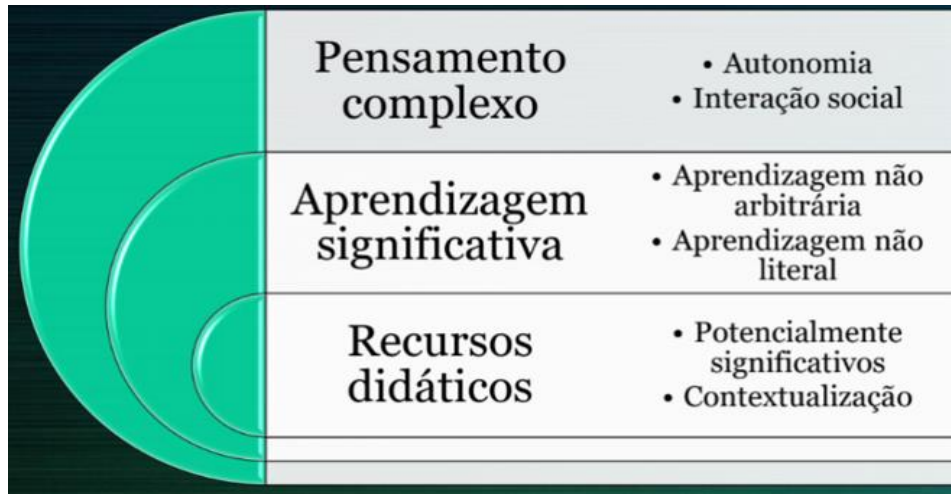 Pensamento
complexo
• Autonomia
• Interação social
Aprendizagem
significativa
• Aprendizagem não
arbitrária
• Aprendizagem não
literal
Recursos
didáticos
• Potencialmente
significativos
• Contextualização